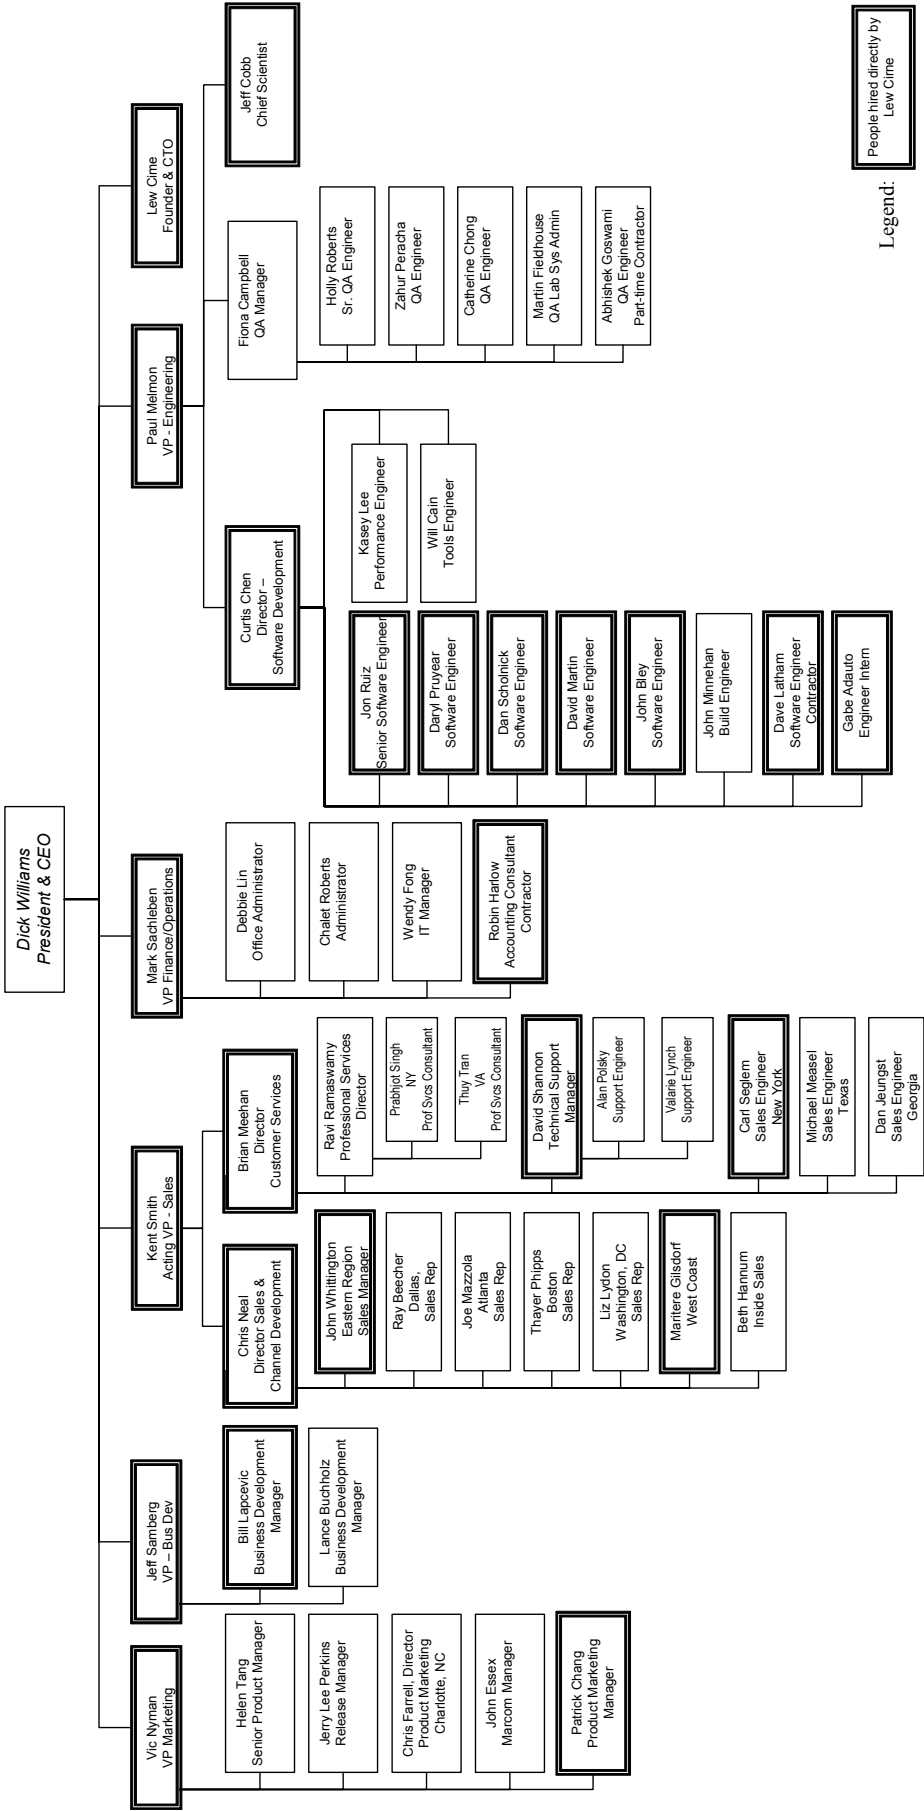 Dick Williams
President & CEO
Vic Nyman
VP Marketing
Jeff Samberg
VP – Bus Dev
Kent Smith
Acting VP - Sales
Mark Sachleben
VP Finance/Operations
Paul Melmon
VP - Engineering
Lew Cirne
Founder & CTO
Helen Tang
Senior Product Manager
Jerry Lee Perkins
Release Manager
Chris Farrell, Director
Product Marketing
Charlotte, NC
John Essex
Marcom Manager
Patrick Chang
Product Marketing
Manager
Bill Lapcevic
Business Development
Manager
Lance Buchholz
Business Development
Manager
Chris Neal
Director Sales &
Channel Development
John Whittington
Eastern Region
Sales Manager
Ray Beecher
Dallas,
Sales Rep
Joe Mazzola
Atlanta
Sales Rep
Thayer Phipps
Boston
Sales Rep
Liz Lydon
Washington, DC
Sales Rep
Maritere Gilsdorf
West Coast
Beth Hannum
Inside Sales
Brian Meehan
Director
Customer Services
Ravi Ramaswamy
Professional Services
Director
Prabhjot Singh
NY
Prof Svcs Consultant
Thuy Tran
VA
Prof Svcs Consultant
David Shannon
Technical Support
Manager
Alan Polsky
Support Engineer
Valarie Lynch
Support Engineer
Carl Seglem
Sales Engineer
New York
Michael Measel
Sales Engineer
Texas
Dan Jeungst
Sales Engineer
Georgia
Debbie Lin
Office Administrator
Chalet Roberts
Administrator
Wendy Fong
IT Manager
Robin Harlow
Accounting Consultant
Contractor
Curtis Chen
Director –
Software Development
Jon Ruiz
Senior Software Engineer
Daryl Pruyear
Software Engineer
Dan Scholnick
Software Engineer
David Martin
Software Engineer
John Bley
Software Engineer
John Minnehan
Build Engineer
Dave Latham
Software Engineer
Contractor
Gabe Adauto
Engineer Intern
Kasey Lee
Performance Engineer
Will Cain
Tools Engineer
Fiona Campbell
QA Manager
Holly Roberts
Sr. QA Engineer
Zahur Peracha
QA Engineer
Catherine Chong
QA Engineer
Martin Fieldhouse
QA Lab Sys Admin
Abhishek Goswami
QA Engineer
Part-time Contractor
Jeff Cobb
Chief Scientist
Legend:
People hired directly by
Lew Cirne